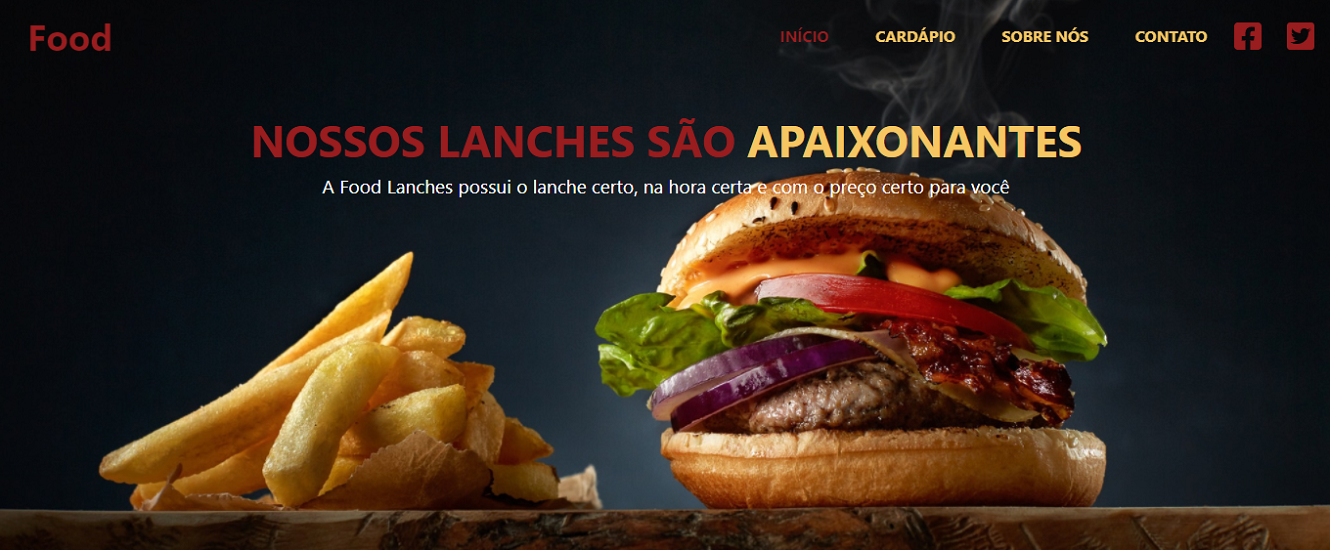 Food
INÍCIO CARDÁPIO SOBRE NÓS CONTATO
NOSSOS LANCHES SÃO APAIXONANTES
A Food Lanches possui o lanche certo, na hora certa e com o preço certo para você